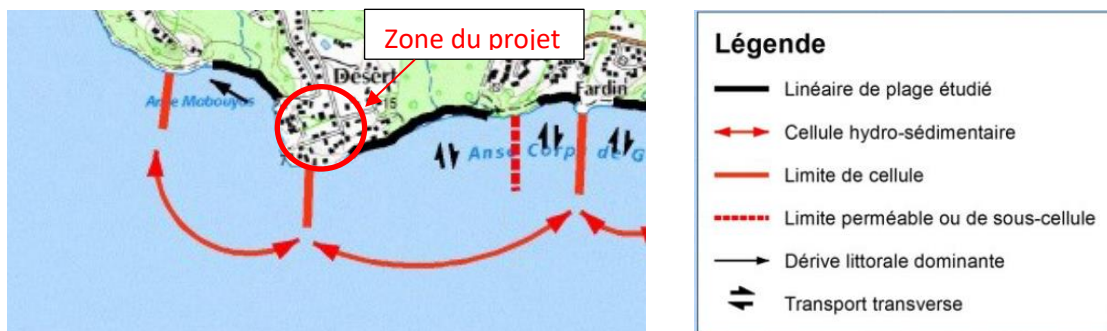 Zone du projet
Désert
15
Fardin
Anse Mabouyas
Anse Corps de G
Légende
Linéaire de plage étudié
Cellule hydro-sédimentaire
Limite de cellule
Limite perméable ou de sous-cellule
Dérive littorale dominante
Transport transverse